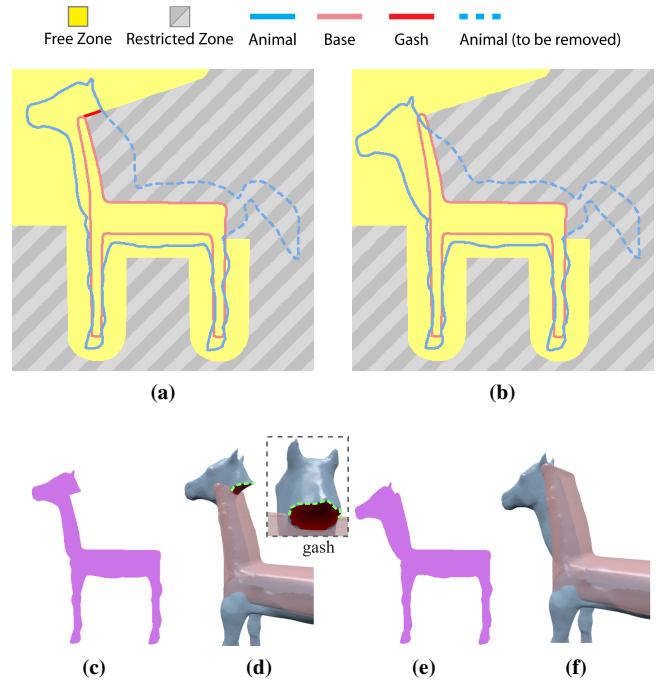 Free Zone Restricted Zone Animal Base Gash Animal (to be removed)
(a) (b)
gash
(c) (d) (e) (f)